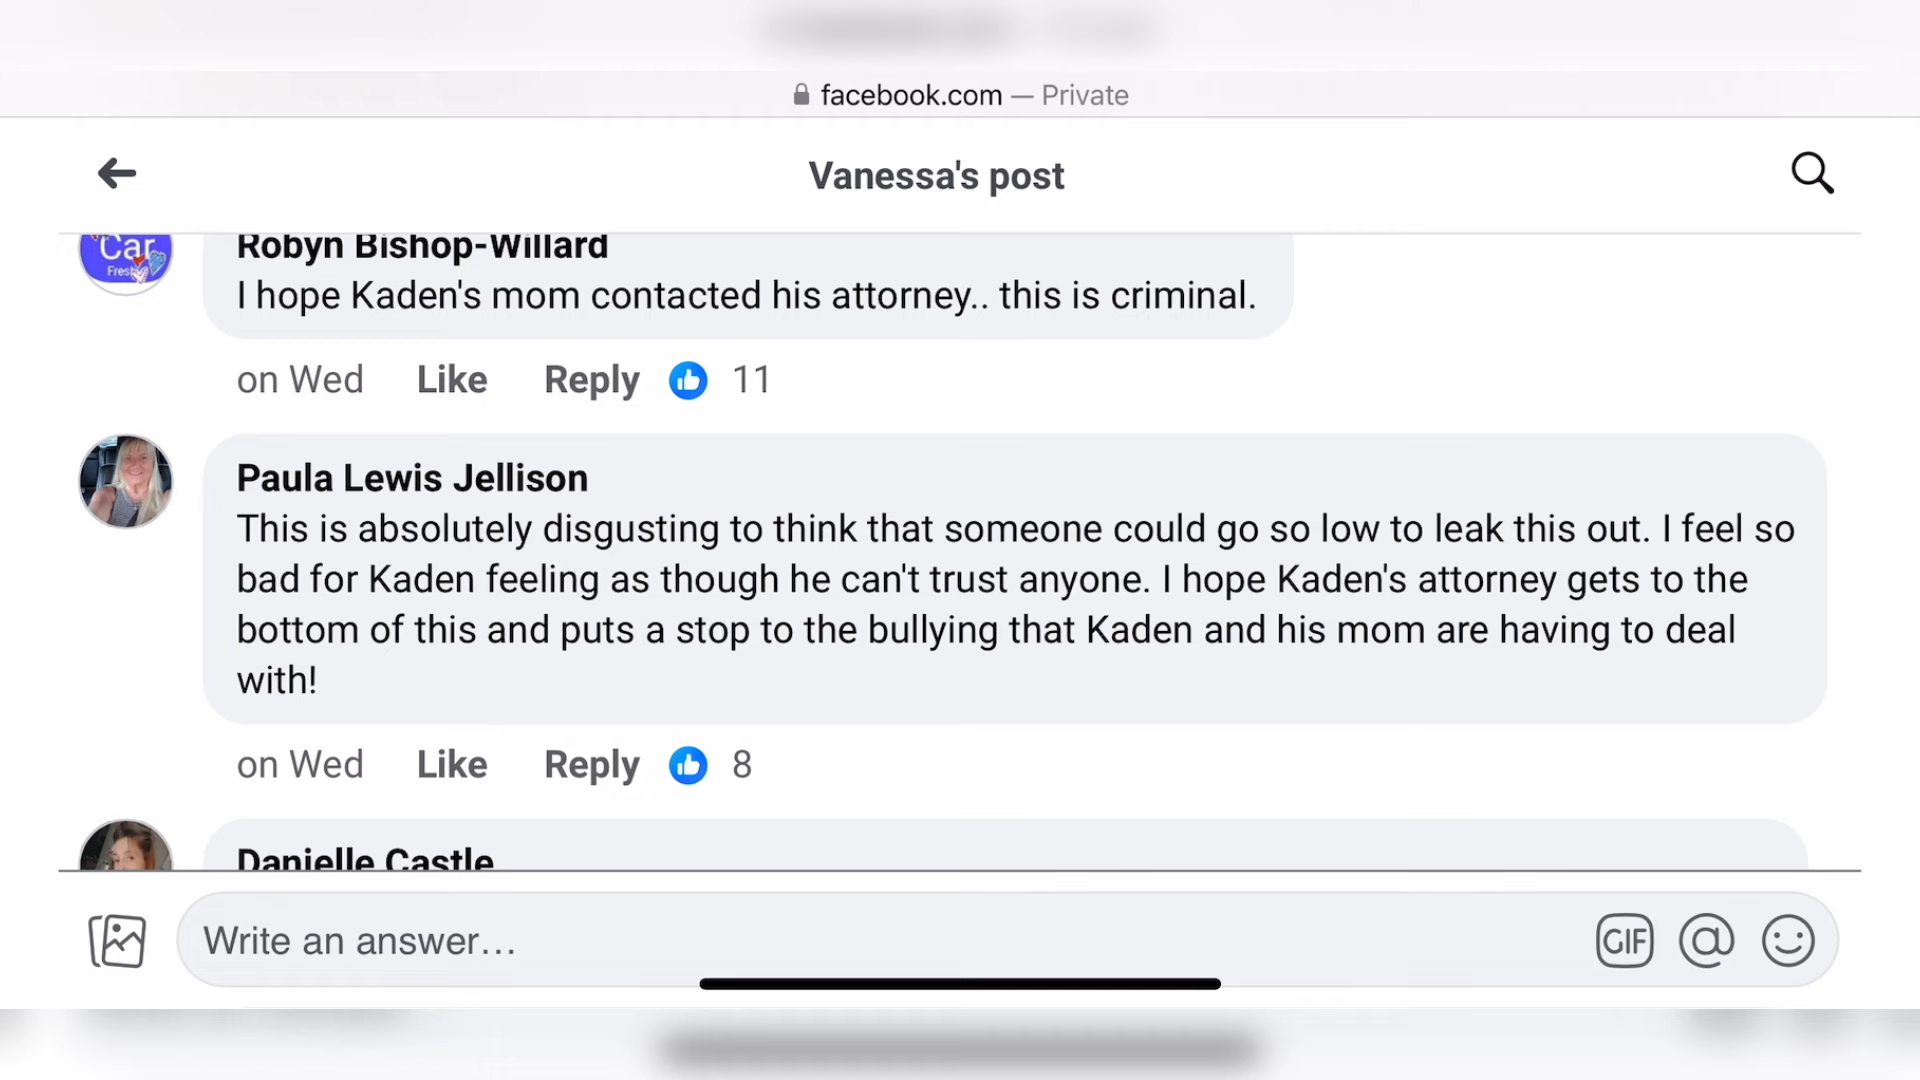 facebook.com — Private
Vanessa's post
Car
Fresh
Robyn Bishop-Willard
I hope Kaden's mom contacted his attorney.. this is criminal.
on Wed Like Reply 11
Paula Lewis Jellison
This is absolutely disgusting to think that someone could go so low to leak this out. I feel so
bad for Kaden feeling as though he can't trust anyone. I hope Kaden's attorney gets to the
bottom of this and puts a stop to the bullying that Kaden and his mom are having to deal
with!
on Wed Like Reply 8
Danielle Castle
Write an answer...
GIF @